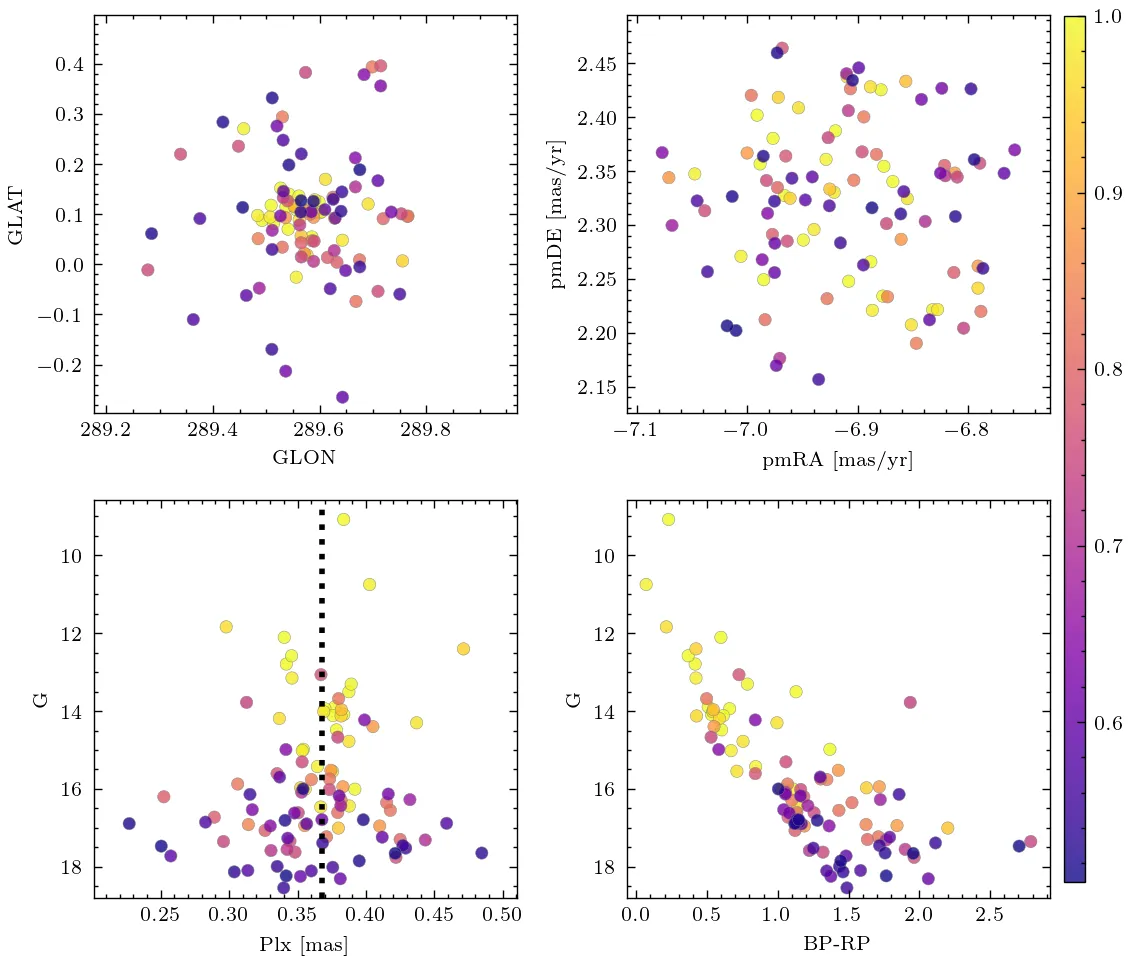 0.4
0.3
0.2
0.1
0.0
−0.1
−0.2
GLAT
289.2 289.4 289.6 289.8
GLON
2.45
2.40
2.35
2.30
2.25
2.20
2.15
pmDE [mas/yr]
−7.1 −7.0 −6.9 −6.8
pmRA [mas/yr]
1.0
0.9
0.8
0.7
0.6
10
12
14
16
18
G
0.25 0.30 0.35 0.40 0.45 0.50
Plx [mas]
10
12
14
16
18
G
0.0 0.5 1.0 1.5 2.0 2.5
BP-RP